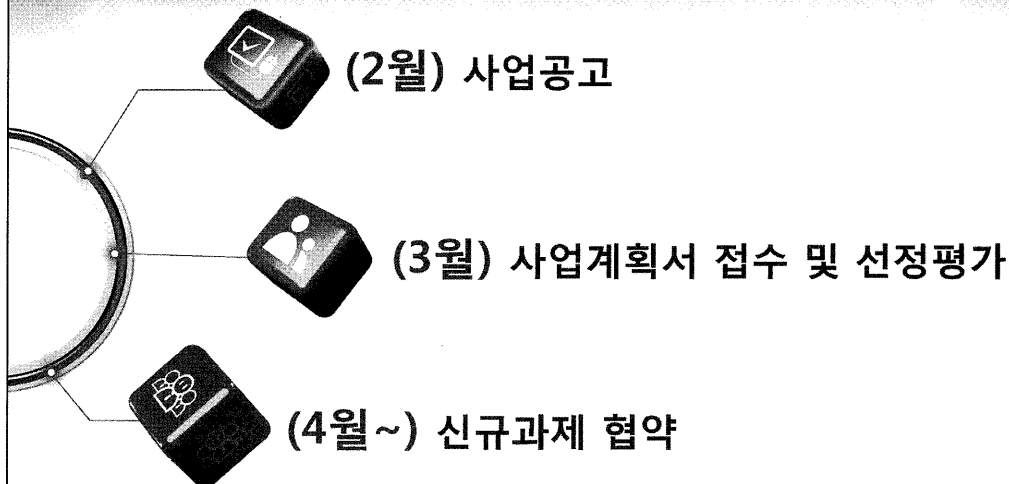 (2월) 사업공고
(3월) 사업계획서 접수 및 선정평가
(4월~) 신규과제 협약